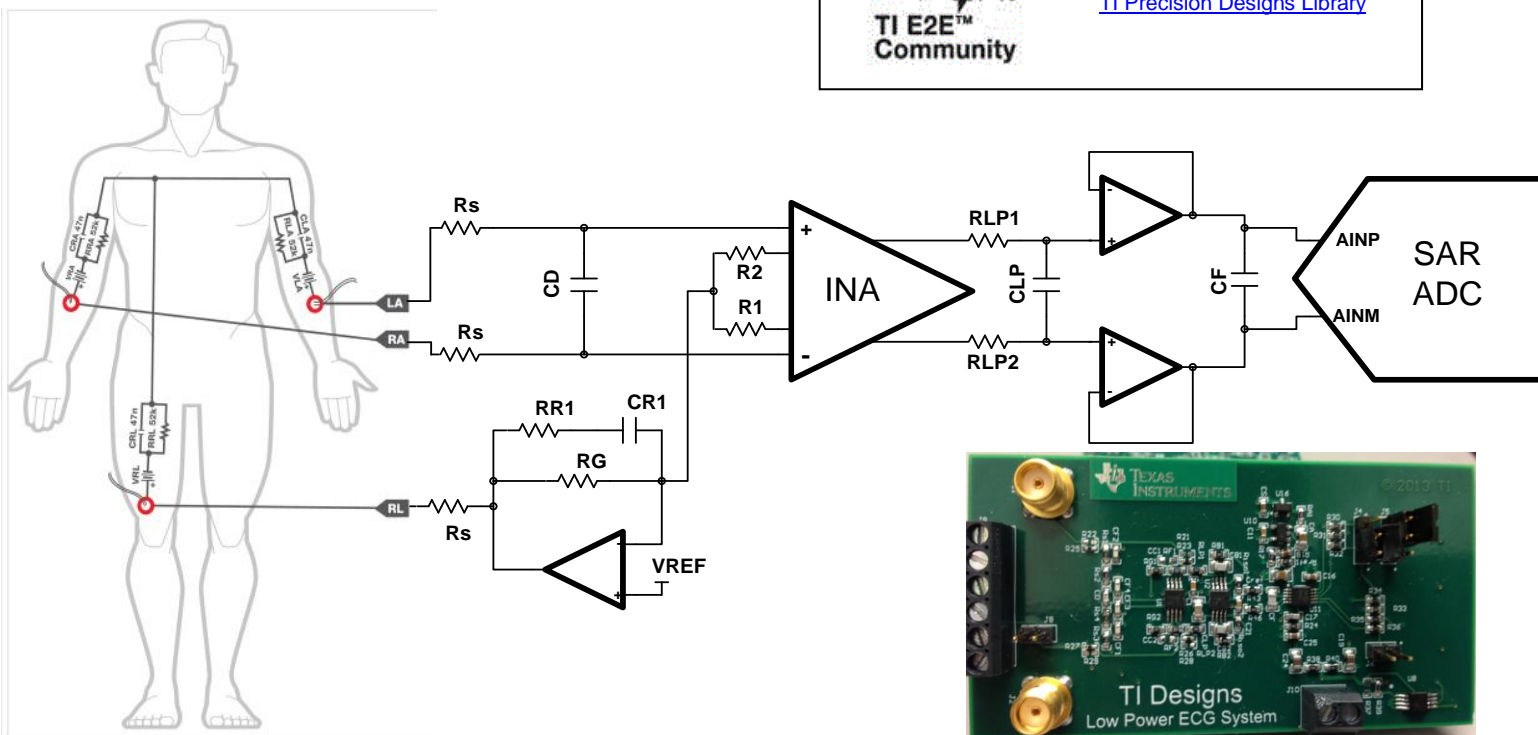 TI Precision Designs Library
TI E2E™
Community
CRA 47n
RRA 52k
VRA
CLA 47n
RLA 52k
VLA
CRL 47n
RRL 52k
VRL
LA
RA
RL
Rs
Rs
Rs
CD
R2
R1
+
-
INA
RLP1
RLP2
CLP
-
+
+
-
CF
AINP
AINM
SAR
ADC
RR1
CR1
RG
-
+
VREF
TEXAS
INSTRUMENTS
© 2013 TI
TI Designs
Low Power ECG System
J10